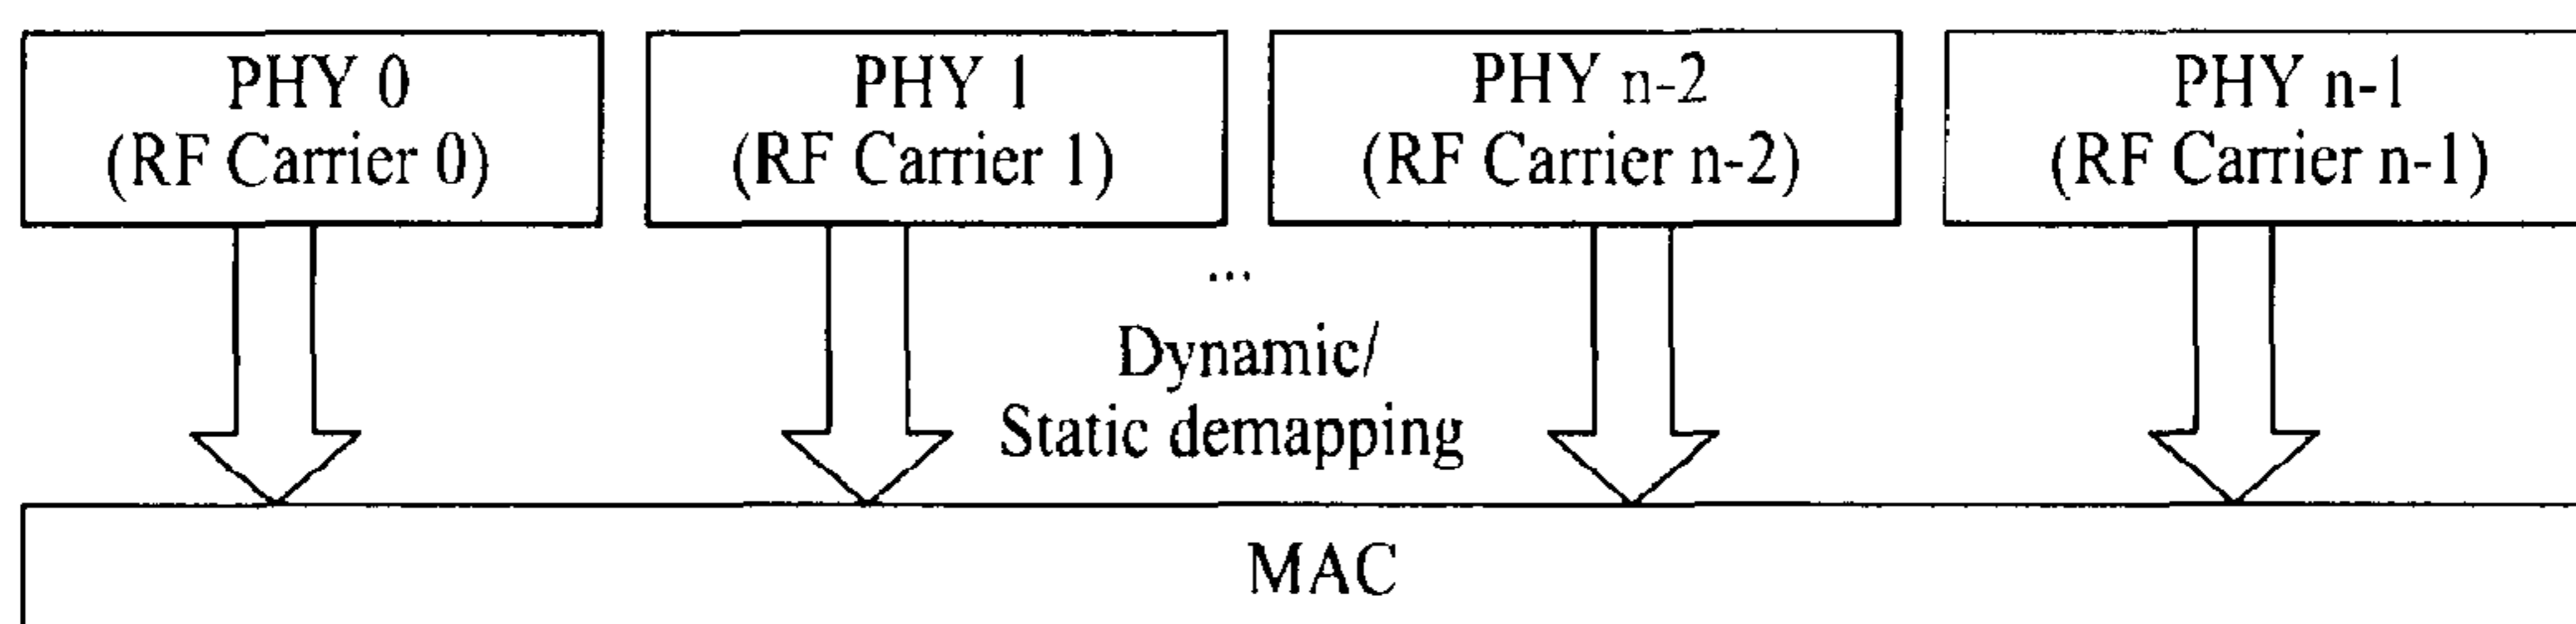 PHY 0
(RF Carrier 0)
PHY 1
(RF Carrier 1)
PHY n-2
(RF Carrier n-2)
PHY n-1
(RF Carrier n-1)
...
Dynamic/
Static demapping
MAC